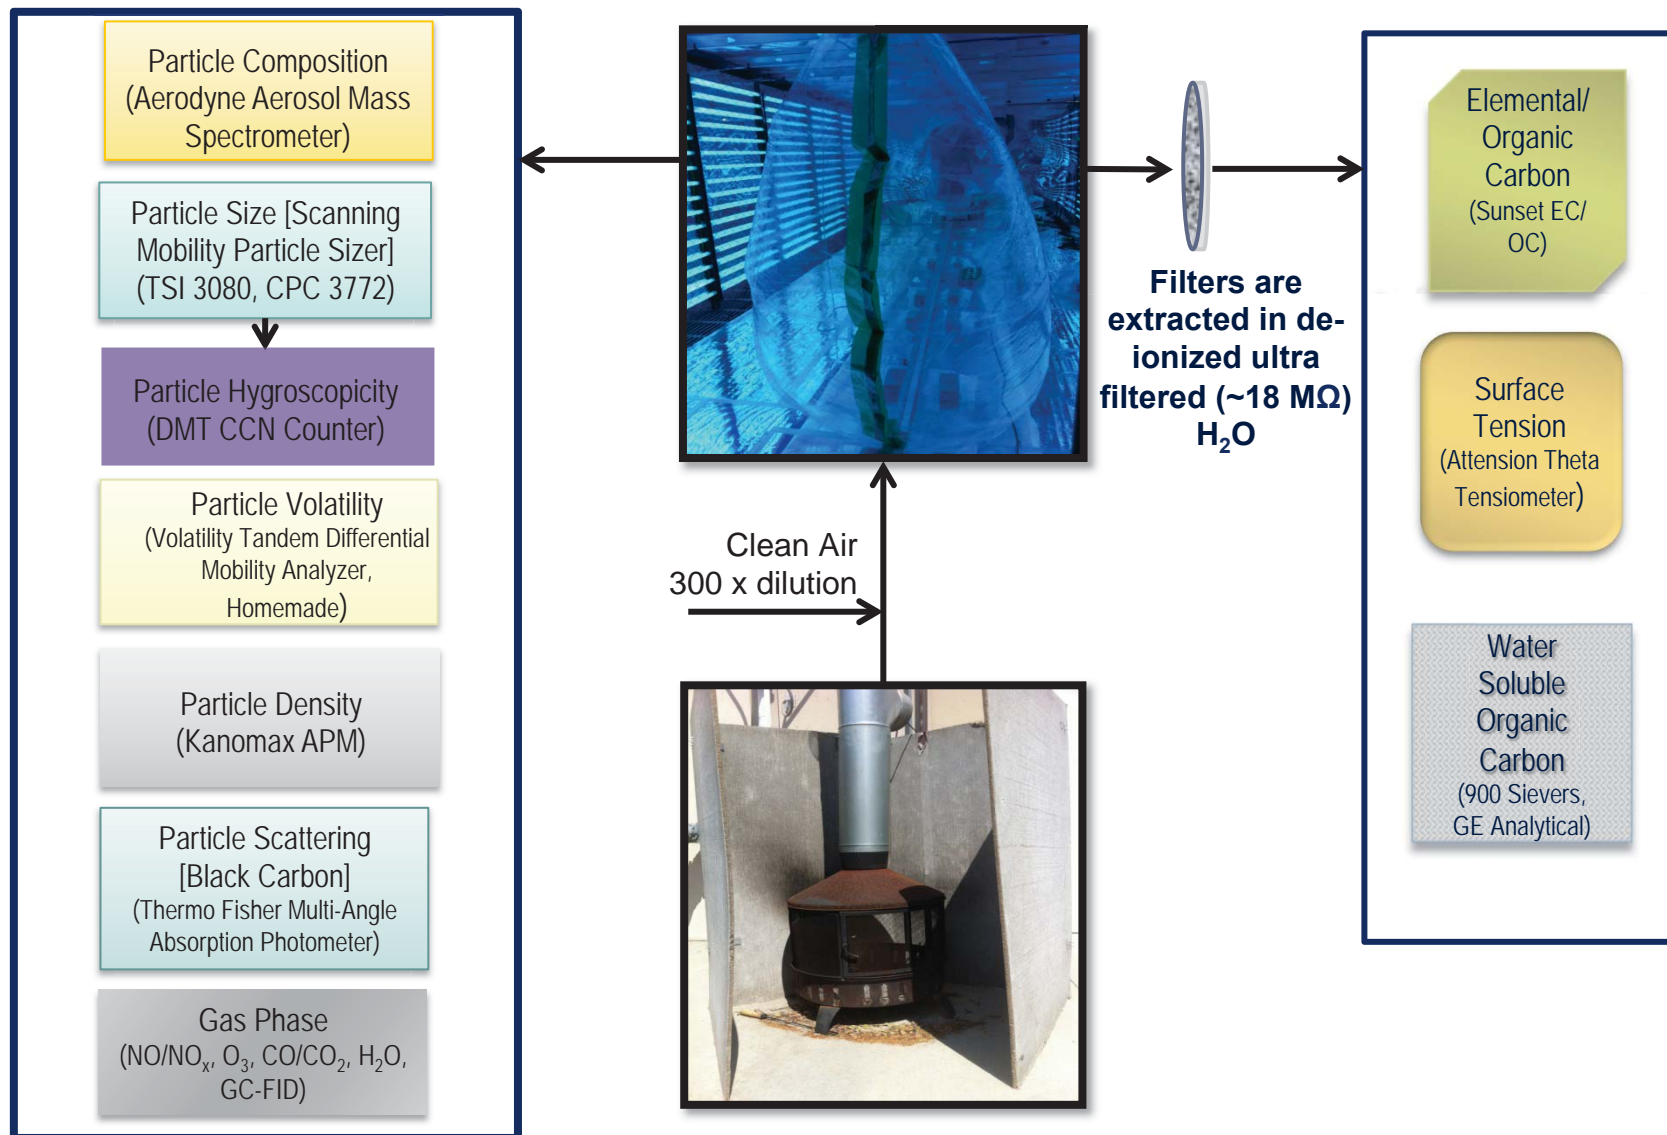 Particle Composition
(Aerodyne Aerosol Mass
Spectrometer)
Particle Size [Scanning
Mobility Particle Sizer]
(TSI 3080, CPC 3772)
Particle Hygroscopicity
(DMT CCN Counter)
Particle Volatility
(Volatility Tandem Differential
Mobility Analyzer,
Homemade)
Particle Density
(Kanomax APM)
Particle Scattering
[Black Carbon]
(Thermo Fisher Multi-Angle
Absorption Photometer)
Gas Phase
(NO/NOₓ, O₃, CO/CO₂, H₂O,
GC-FID)
Clean Air
300 x dilution
Filters are
extracted in de-
ionized ultra
filtered (~18 MΩ)
H₂O
Elemental/
Organic
Carbon
(Sunset EC/
OC)
Surface
Tension
(Attension Theta
Tensiometer)
Water
Soluble
Organic
Carbon
(900 Sievers,
GE Analytical)